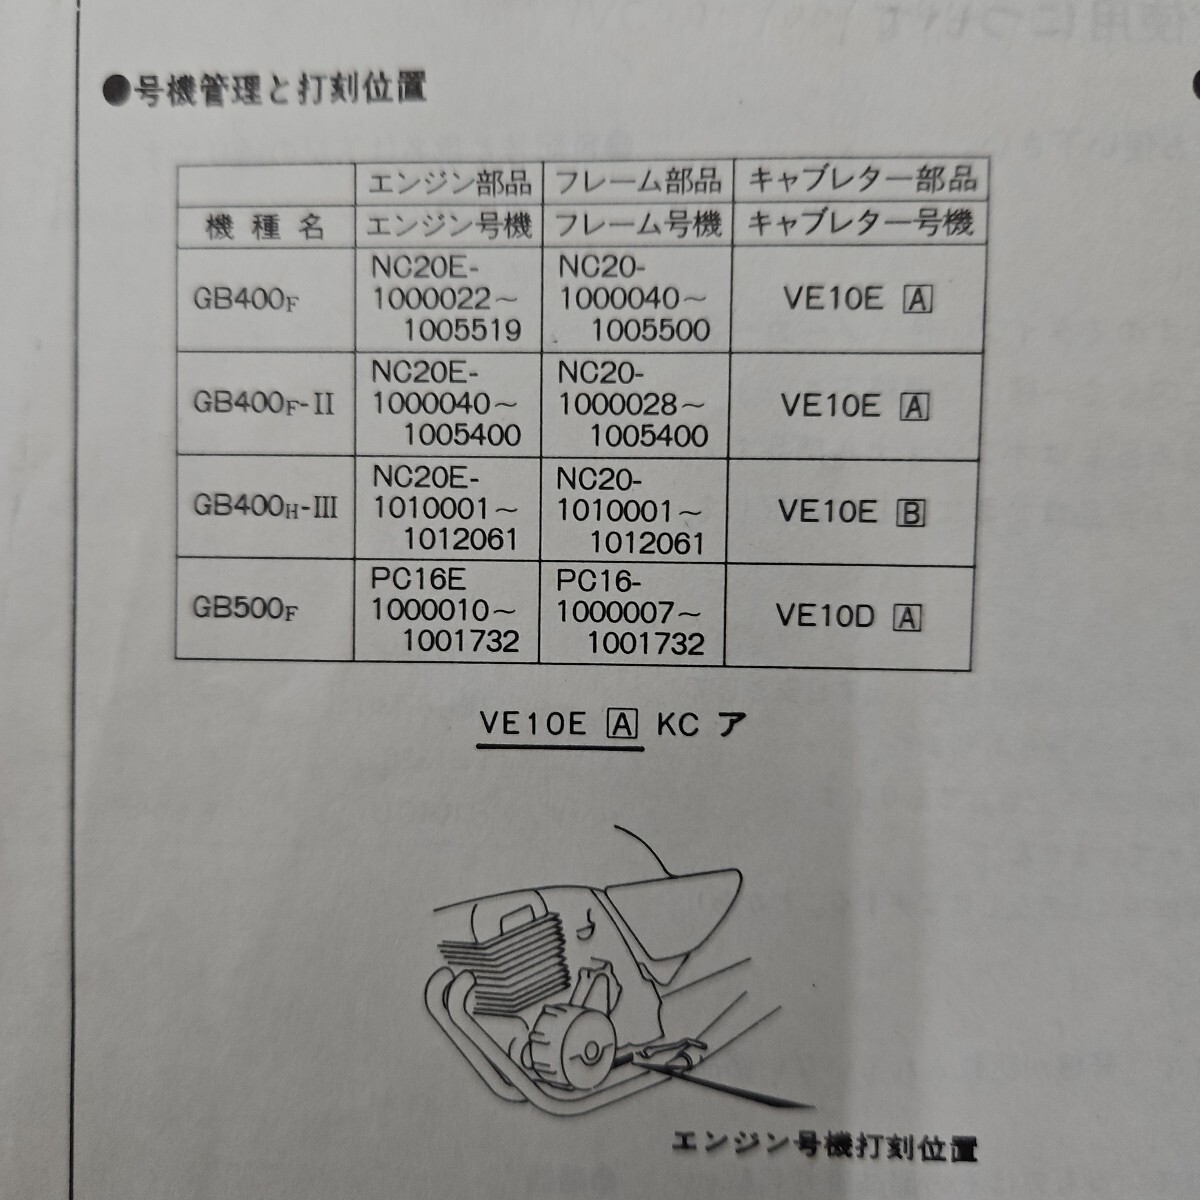 ●号機管理と打刻位置
エンジン部品 フレーム部品 キャブレター部品
機種名 エンジン号機 フレーム号機 キャブレター号機
GB400F NC20E-1000022～1005519 NC20-1000040～1005500 VE10E A
GB400F-II NC20E-1000040～1005400 NC20-1000028～1005400 VE10E A
GB400H-III NC20E-1010001～1012061 NC20-1010001～1012061 VE10E B
GB500F PC16E 1000010～1001732 PC16-1000007～1001732 VE10D A
VE10E A KC ア
エンジン号機打刻位置